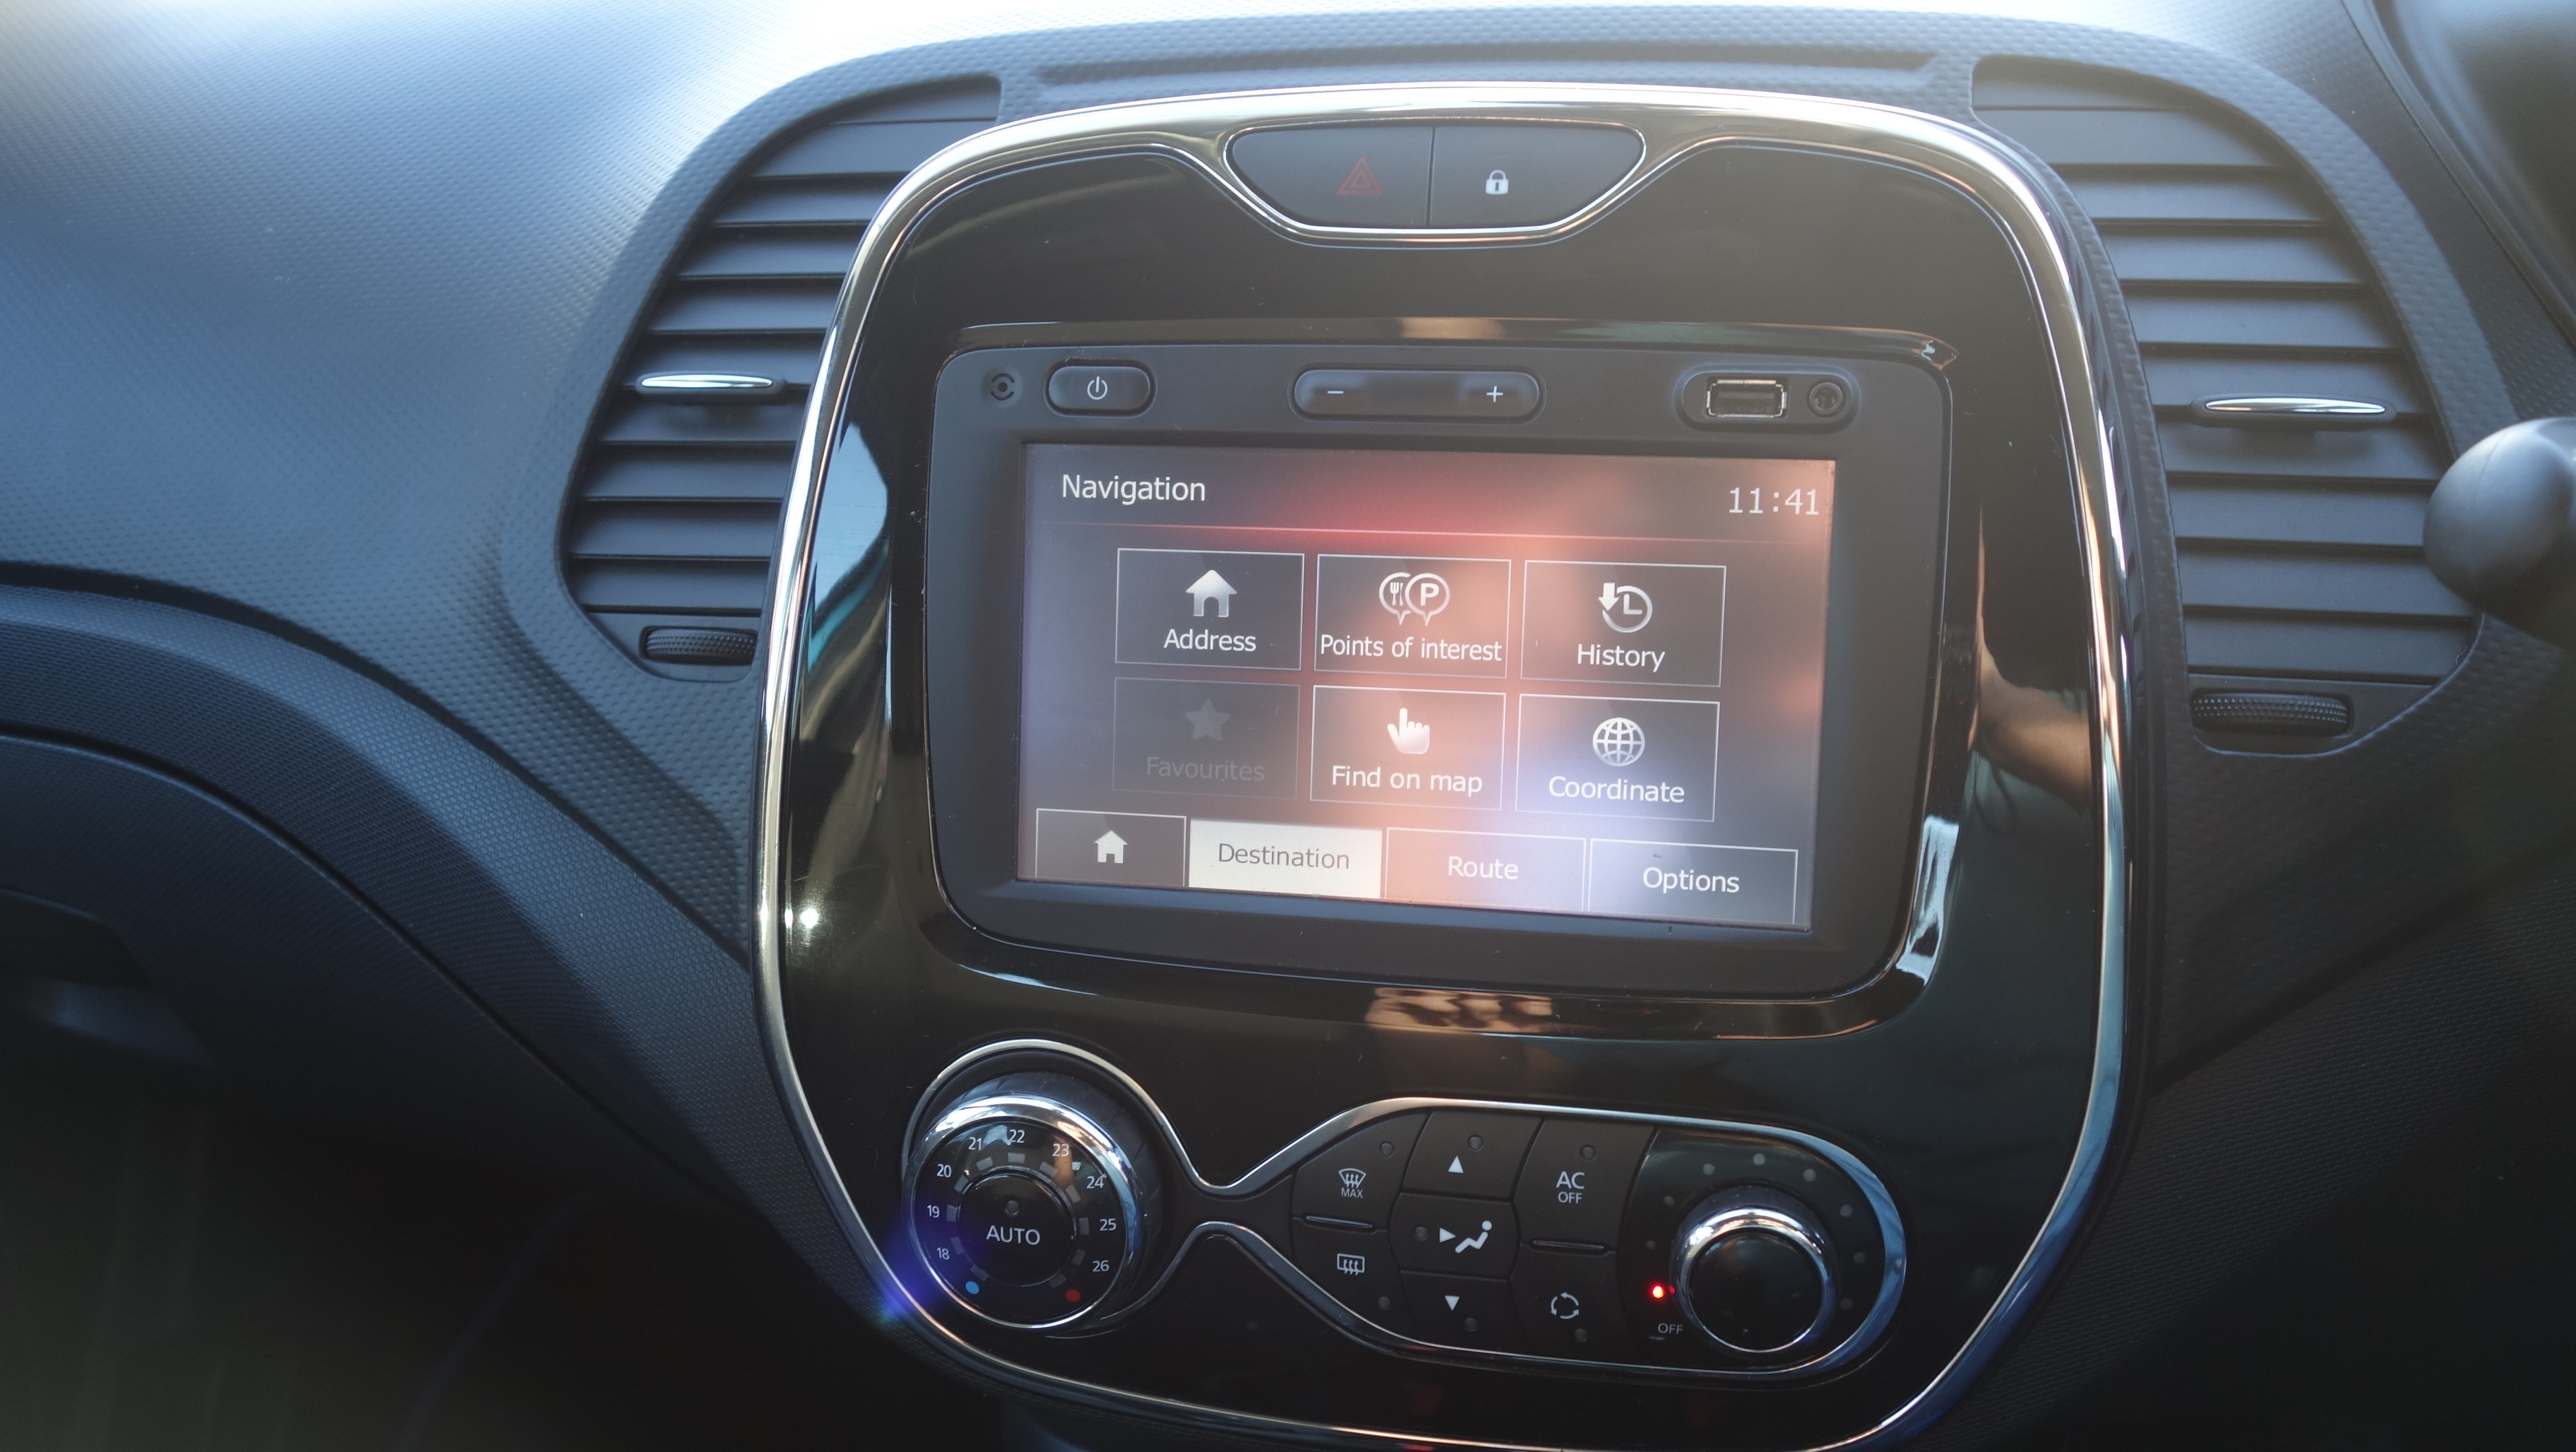 Navigation
11:41
Address
Points of interest
History
Favourites
Find on map
Coordinate
Destination
Route
Options
18
19
20
21
22
23
24
25
26
AUTO
MAX
AC
OFF
OFF